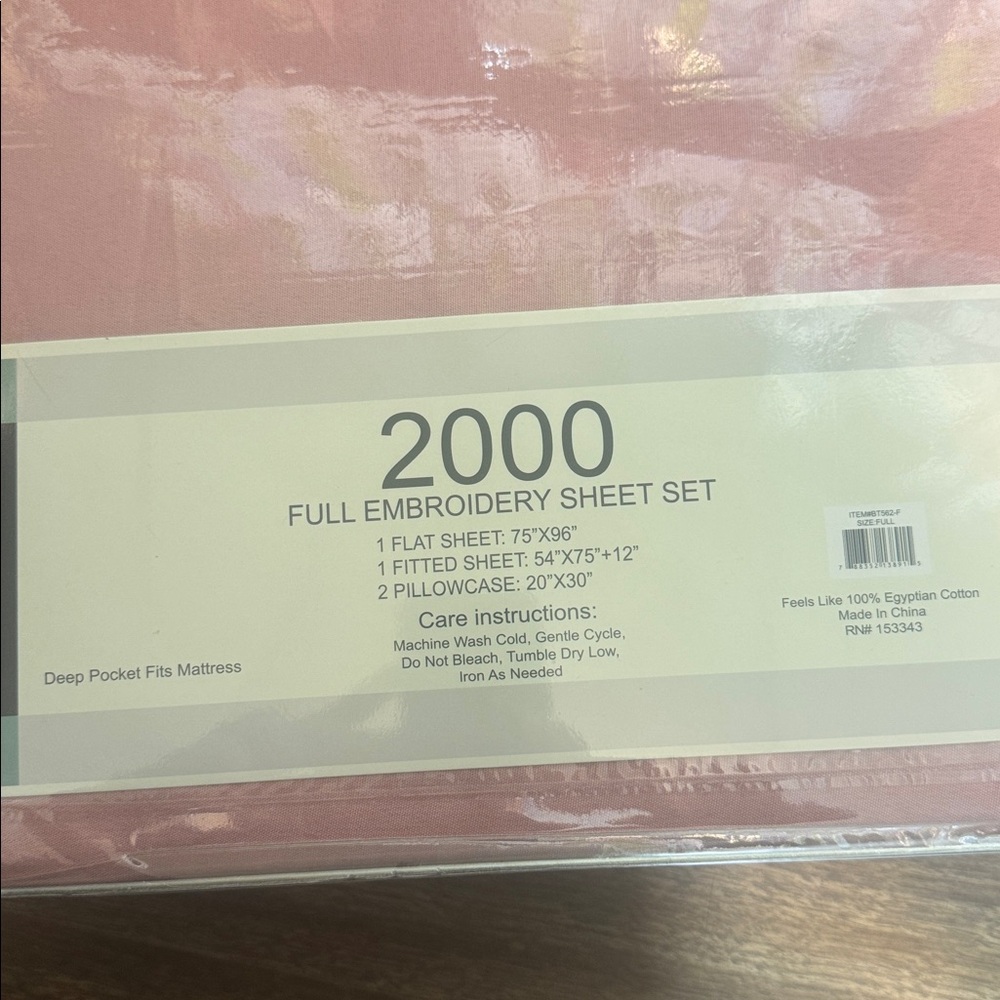 2000
FULL EMBROIDERY SHEET SET
1 FLAT SHEET: 75"X96"
1 FITTED SHEET: 54"X75"+12"
2 PILLOWCASE: 20"X30"
Care instructions:
Machine Wash Cold, Gentle Cycle,
Do Not Bleach, Tumble Dry Low,
Iron As Needed
Deep Pocket Fits Mattress
ITEM#BT562-F
SIZE:FULL
Feels Like 100% Egyptian Cotton
Made In China
RN# 153343